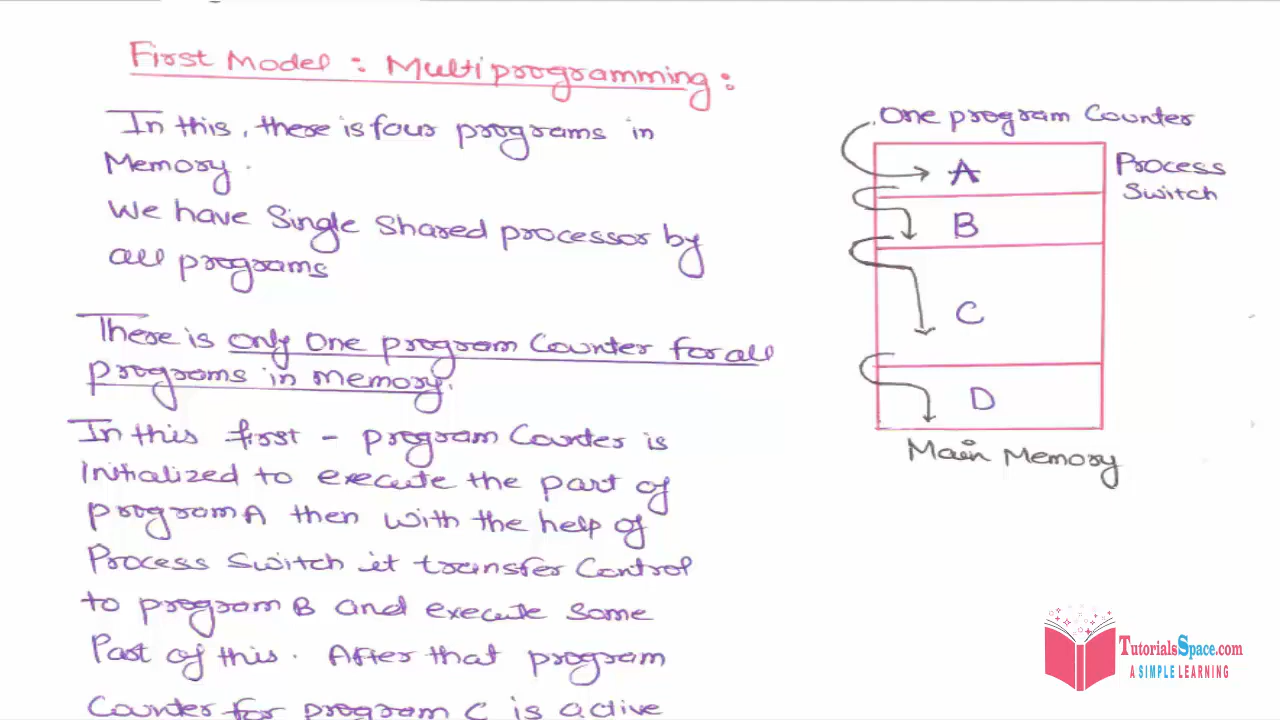 First Model : Multiprogramming :
In this, there is four programs in
Memory.
We have Single Shared processor by
all programs
There is only one program Counter for all
programs in memory.
In this first - program Counter is
Initialized to execute the part of
program A then with the help of
Process Switch it transfer Control
to program B and execute Some
Part of this. After that program
Counter for program C is active
One program Counter
A
Process
Switch
B
C
D
Main Memory
TutorialsSpace.com
A SIMPLE LEARNING